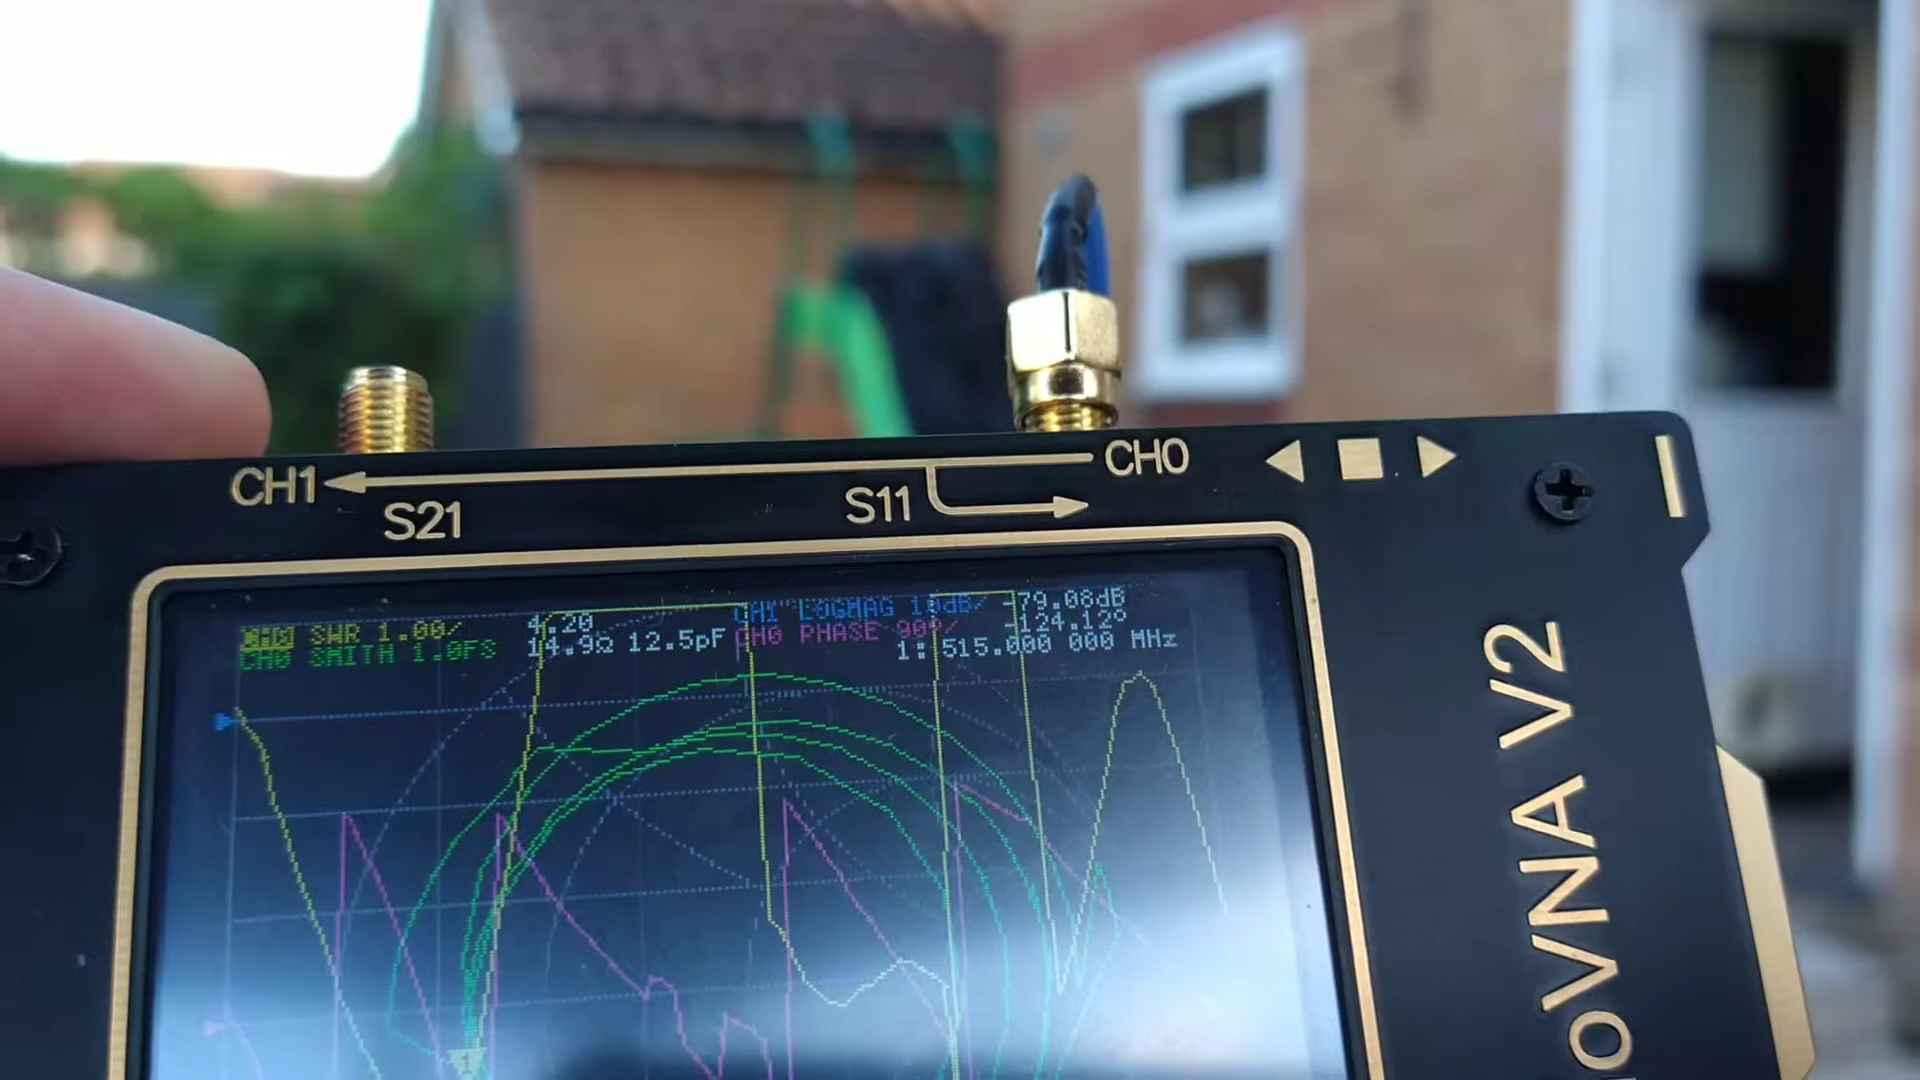 CH1 CH0
S21 S11
CH0 SWR 1.00/ 4.20 CH1 LOGMAG 10dB/ -79.08dB
CH0 SMITH 1.0FS 14.9Ω 12.5pF CH0 PHASE 90°/ -124.12°
1: 515.000 000 MHz
1
oVNA V2